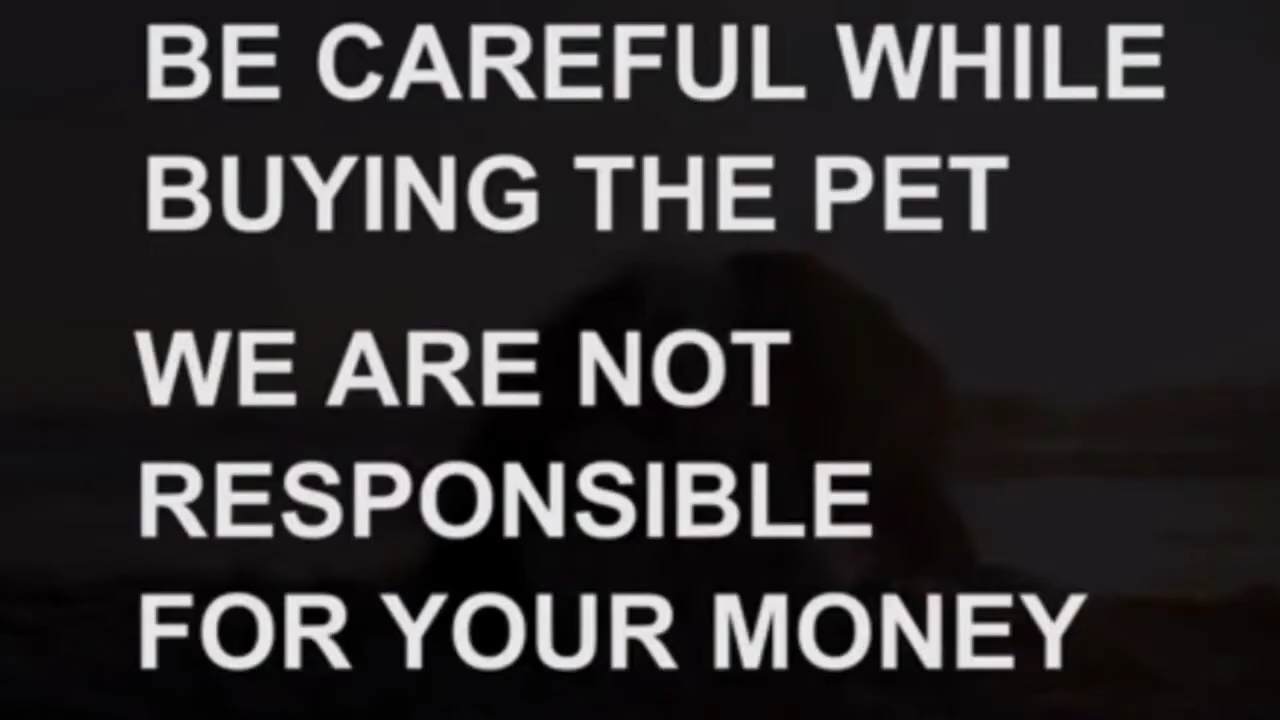 BE CAREFUL WHILE
BUYING THE PET
WE ARE NOT
RESPONSIBLE
FOR YOUR MONEY